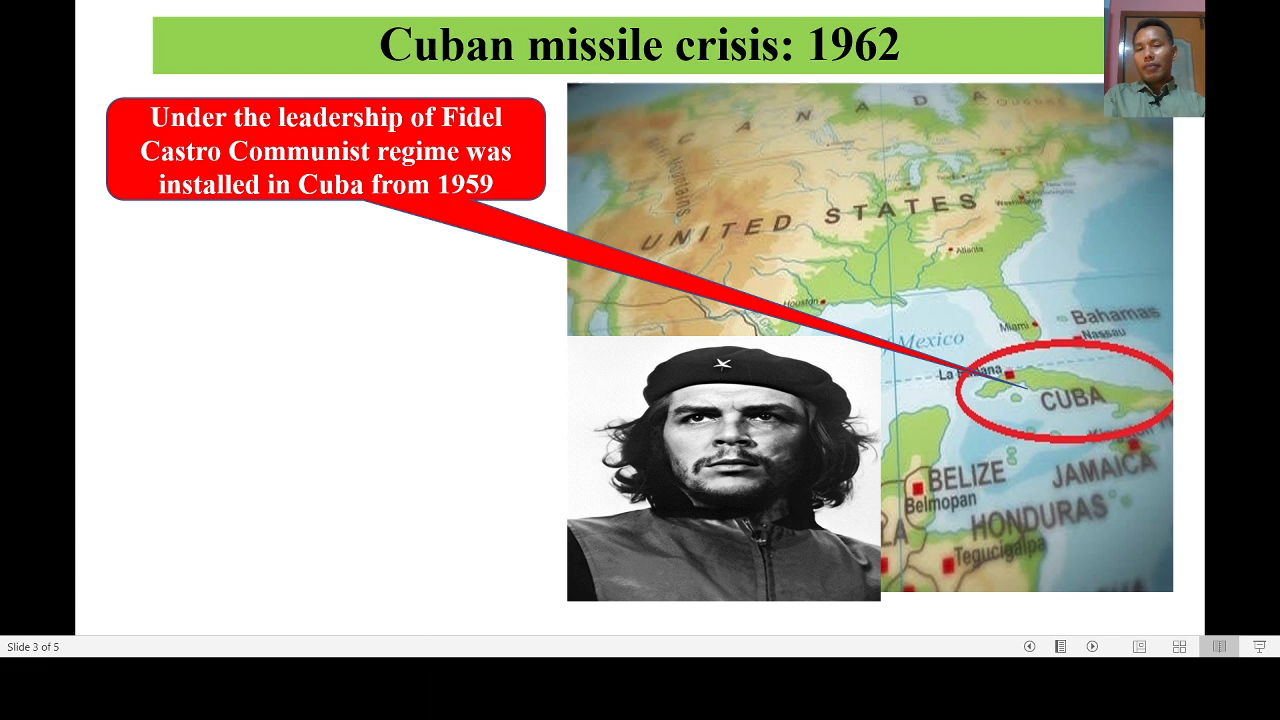 Cuban missile crisis: 1962
Under the leadership of Fidel
Castro Communist regime was
installed in Cuba from 1959
CANADA
Mountains
UNITED STATES
Washington
Atlanta
Houston
Miami
Bahamas
Nassau
Mexico
CUBA
BELIZE
Belmopan
JAMAICA
HONDURAS
Tegucigalpa
Slide 3 of 5